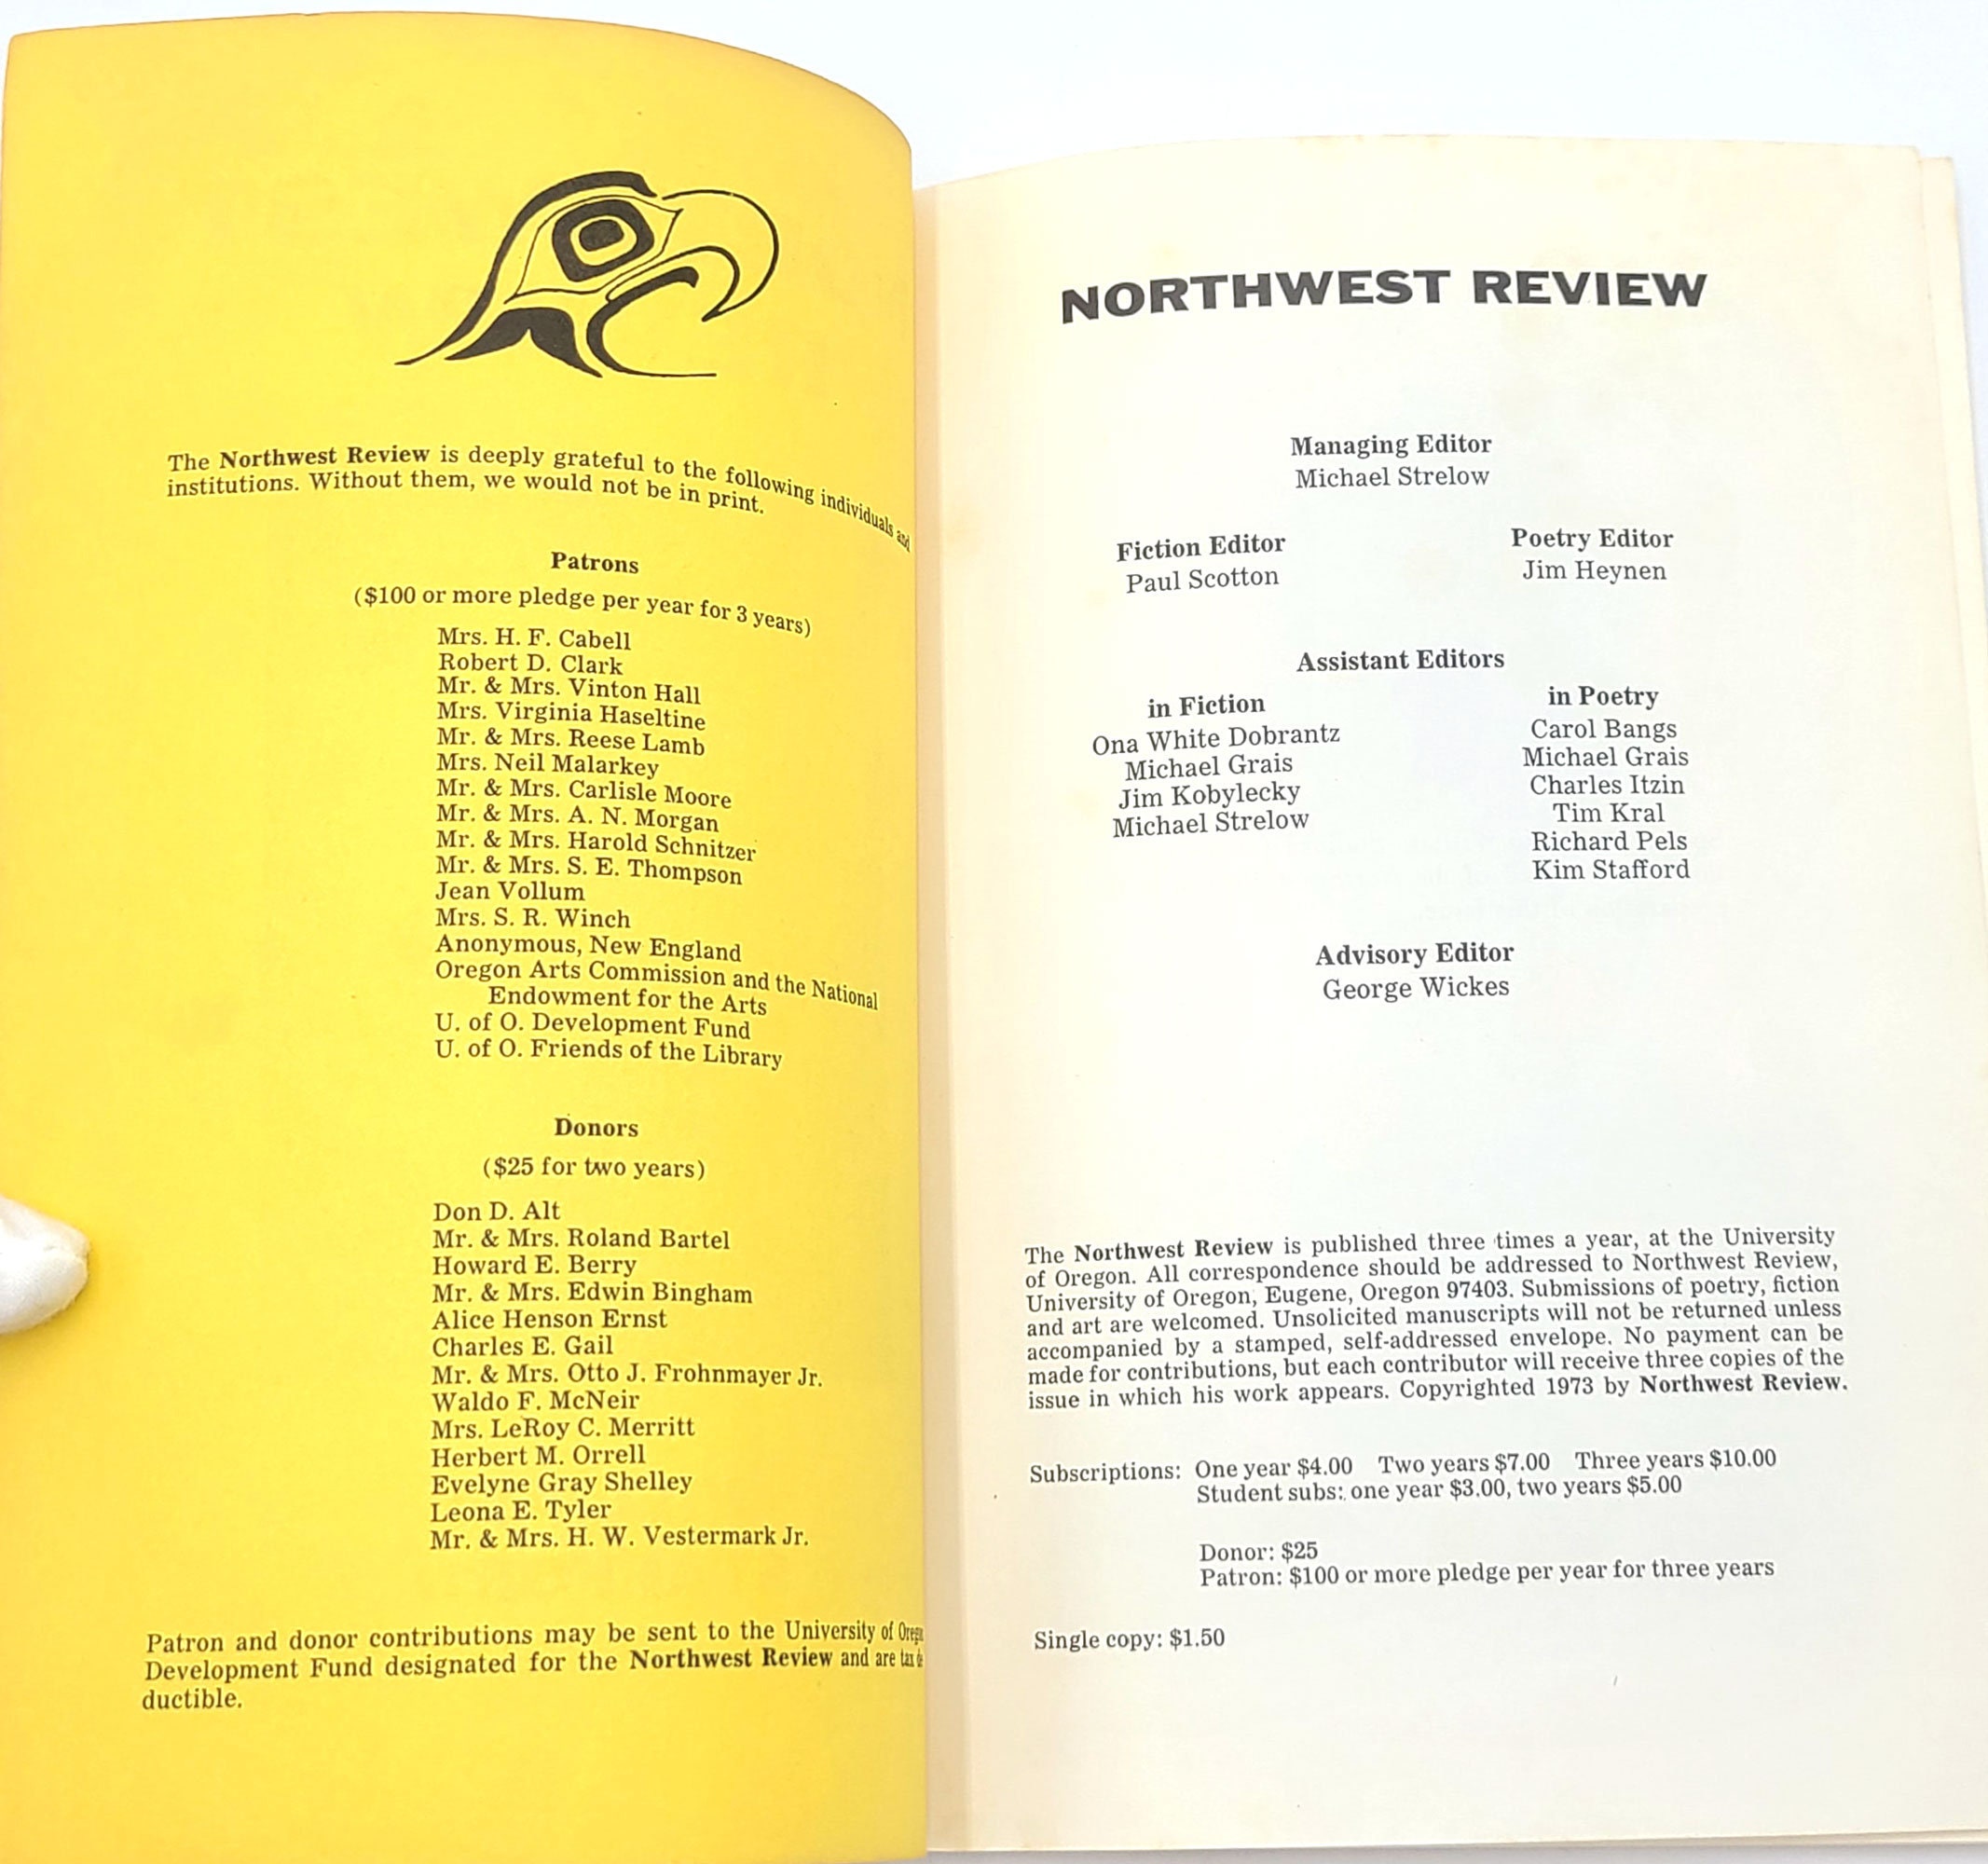 The Northwest Review is deeply grateful to the following individuals and
institutions. Without them, we would not be in print.
Patrons
($100 or more pledge per year for 3 years)
Mrs. H. F. Cabell
Robert D. Clark
Mr. & Mrs. Vinton Hall
Mrs. Virginia Haseltine
Mr. & Mrs. Reese Lamb
Mrs. Neil Malarkey
Mr. & Mrs. Carlisle Moore
Mr. & Mrs. A. N. Morgan
Mr. & Mrs. Harold Schnitzer
Mr. & Mrs. S. E. Thompson
Jean Vollum
Mrs. S. R. Winch
Anonymous, New England
Oregon Arts Commission and the National
Endowment for the Arts
U. of O. Development Fund
U. of O. Friends of the Library
Donors
($25 for two years)
Don D. Alt
Mr. & Mrs. Roland Bartel
Howard E. Berry
Mr. & Mrs. Edwin Bingham
Alice Henson Ernst
Charles E. Gail
Mr. & Mrs. Otto J. Frohnmayer Jr.
Waldo F. McNeir
Mrs. LeRoy C. Merritt
Herbert M. Orrell
Evelyne Gray Shelley
Leona E. Tyler
Mr. & Mrs. H. W. Vestermark Jr.
Patron and donor contributions may be sent to the University of Oregon
Development Fund designated for the Northwest Review and are tax de
ductible.
NORTHWEST REVIEW
Managing Editor
Michael Strelow
Fiction Editor
Paul Scotton
Poetry Editor
Jim Heynen
Assistant Editors
in Fiction
Ona White Dobrantz
Michael Grais
Jim Kobylecky
Michael Strelow
in Poetry
Carol Bangs
Michael Grais
Charles Itzin
Tim Kral
Richard Pels
Kim Stafford
Advisory Editor
George Wickes
The Northwest Review is published three times a year, at the University
of Oregon. All correspondence should be addressed to Northwest Review,
University of Oregon, Eugene, Oregon 97403. Submissions of poetry, fiction
and art are welcomed. Unsolicited manuscripts will not be returned unless
accompanied by a stamped, self-addressed envelope. No payment can be
made for contributions, but each contributor will receive three copies of the
issue in which his work appears. Copyrighted 1973 by Northwest Review.
Subscriptions: One year $4.00 Two years $7.00 Three years $10.00
Student subs: one year $3.00, two years $5.00
Donor: $25
Patron: $100 or more pledge per year for three years
Single copy: $1.50